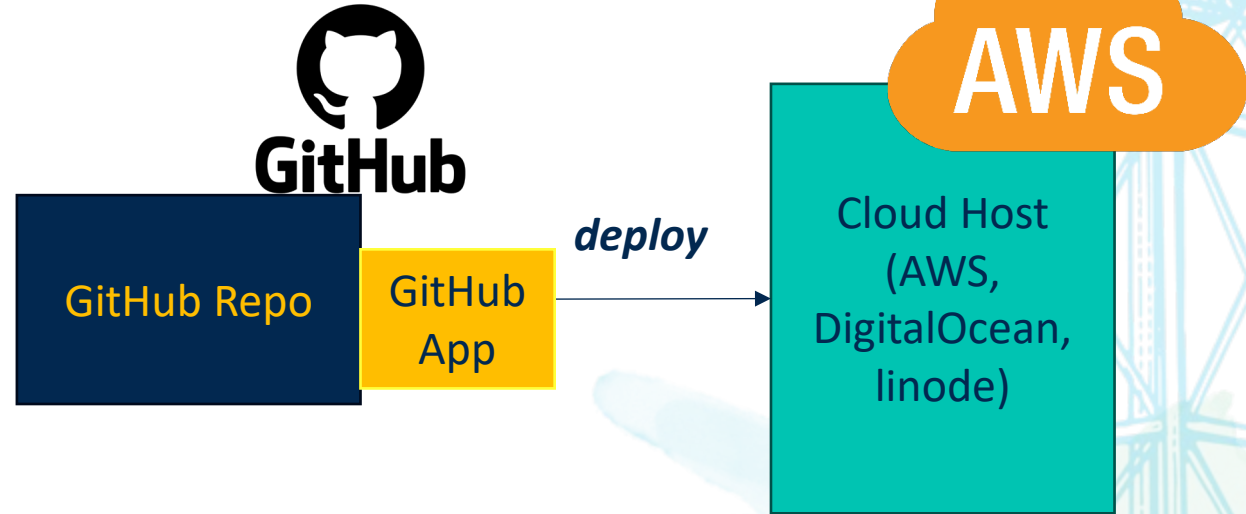 GitHub
GitHub Repo
GitHub
App
deploy
AWS
Cloud Host
(AWS,
DigitalOcean,
linode)